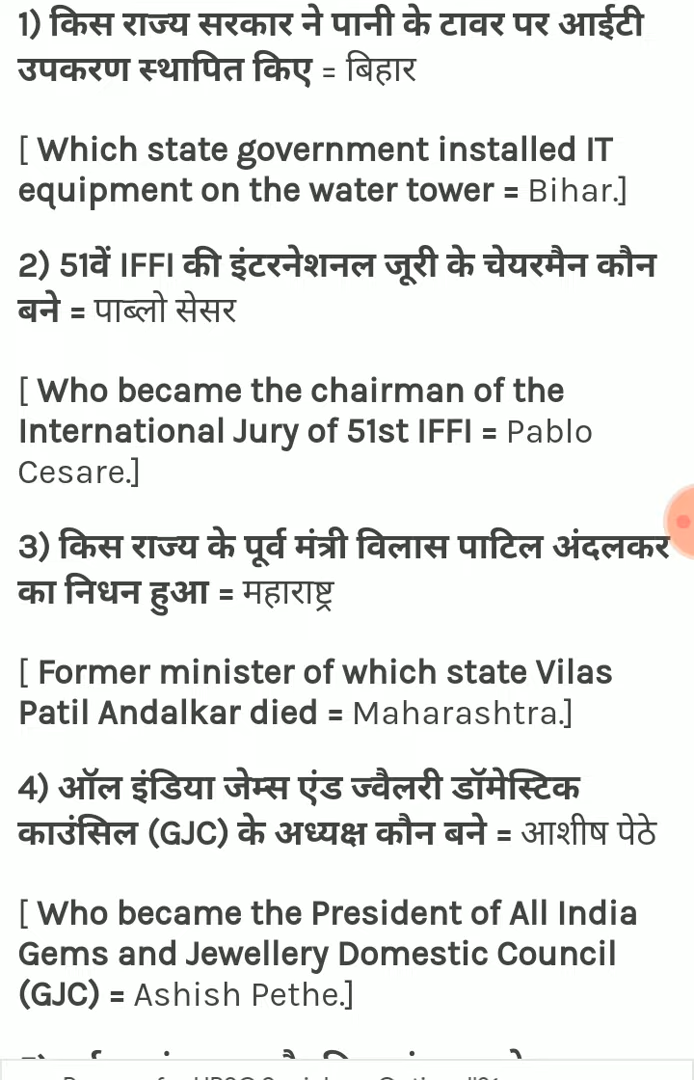 1) किस राज्य सरकार ने पानी के टावर पर आईटी
उपकरण स्थापित किए = बिहार
[ Which state government installed IT
equipment on the water tower = Bihar.]
2) 51वें IFFI की इंटरनेशनल जूरी के चेयरमैन कौन
बने = पाब्लो सेसर
[ Who became the chairman of the
International Jury of 51st IFFI = Pablo
Cesare.]
3) किस राज्य के पूर्व मंत्री विलास पाटिल अंदलकर
का निधन हुआ = महाराष्ट्र
[ Former minister of which state Vilas
Patil Andalkar died = Maharashtra.]
4) ऑल इंडिया जेम्स एंड ज्वैलरी डॉमेस्टिक
काउंसिल (GJC) के अध्यक्ष कौन बने = आशीष पेठे
[ Who became the President of All India
Gems and Jewellery Domestic Council
(GJC) = Ashish Pethe.]